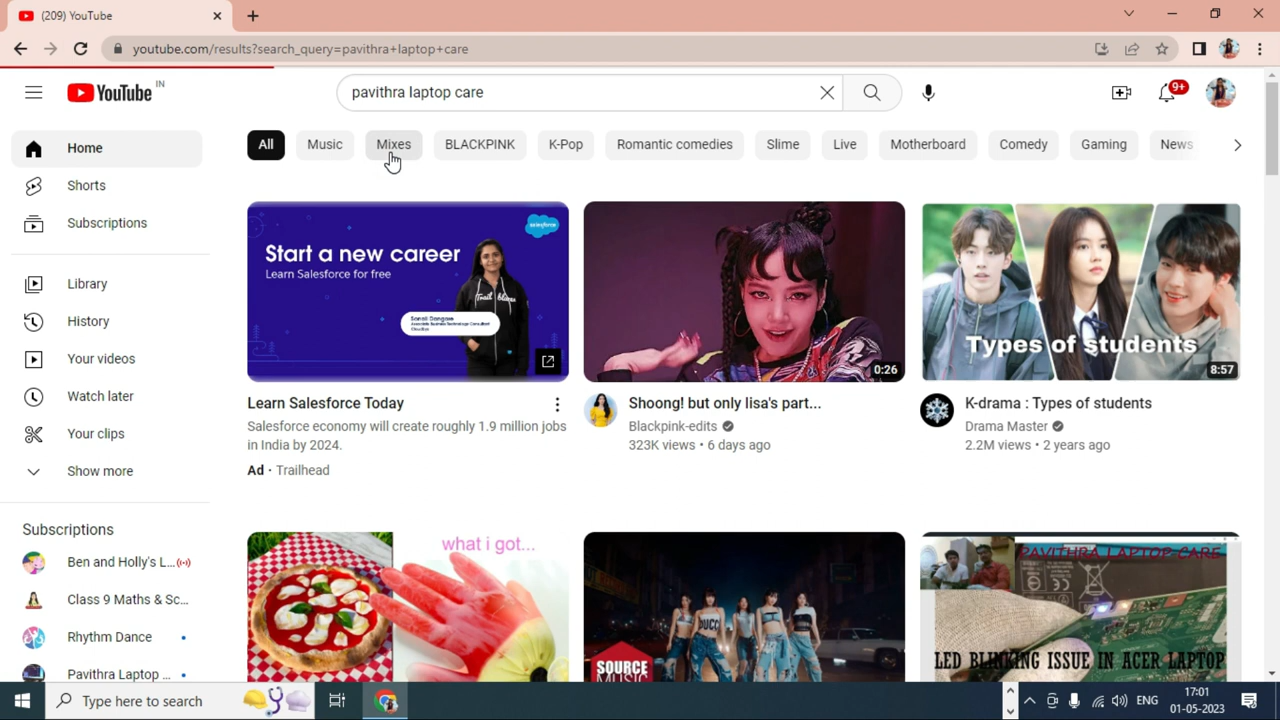 (209) YouTube
youtube.com/results?search_query=pavithra+laptop+care
YouTube IN
pavithra laptop care
9+
All Music Mixes BLACKPINK K-Pop Romantic comedies Slime Live Motherboard Comedy Gaming News
Home
Shorts
Subscriptions
Library
History
Your videos
Watch later
Your clips
Show more
Subscriptions
Ben and Holly's L...
Class 9 Maths & Sc...
Rhythm Dance
Pavithra Laptop ...
salesforce
Start a new career
Learn Salesforce for free
Learn Salesforce Today
Salesforce economy will create roughly 1.9 million jobs
in India by 2024.
Ad · Trailhead
0:26
Shoong! but only lisa's part...
Blackpink-edits
323K views • 6 days ago
Types of students
8:57
K-drama : Types of students
Drama Master
2.2M views • 2 years ago
what i got...
SOURCE
MUSIC
PAVITHRA LAPTOP CARE
LED BLINKING ISSUE IN ACER LAPTOP
Type here to search
ENG
17:01
01-05-2023